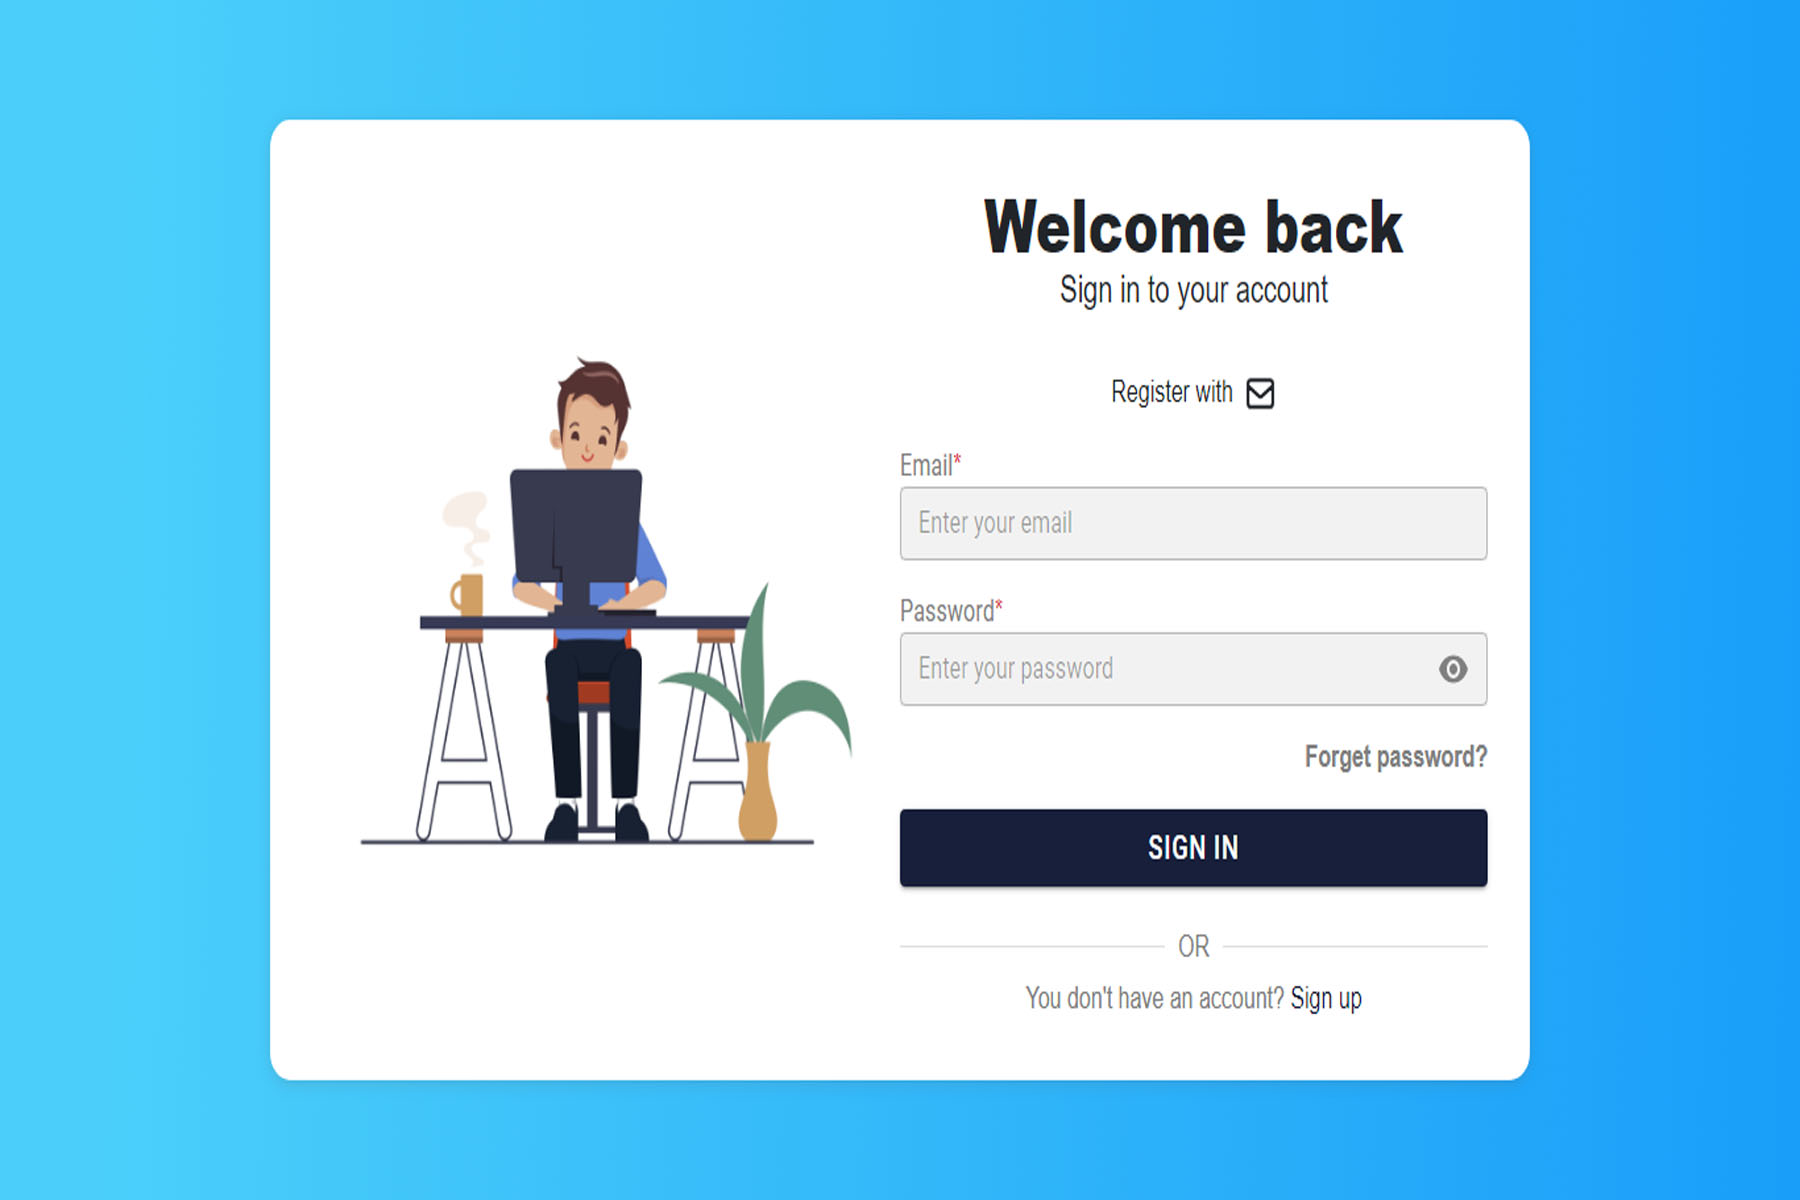 Welcome back
Sign in to your account
Register with
Email*
Enter your email
Password*
Enter your password
Forget password?
SIGN IN
OR
You don't have an account? Sign up